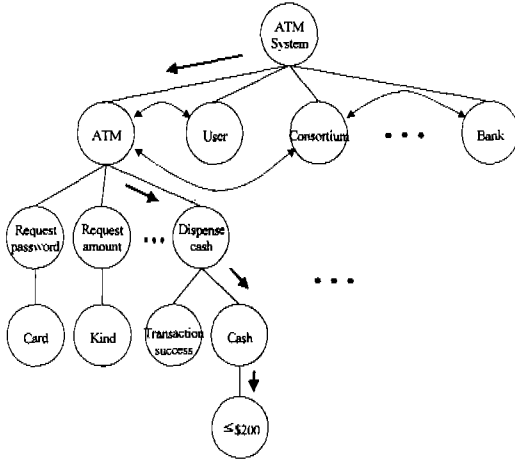 ATM
System
ATM
User
Consortium
Bank
Request
password
Request
amount
Dispense
cash
Card
Kind
Transaction
success
Cash
≤$200